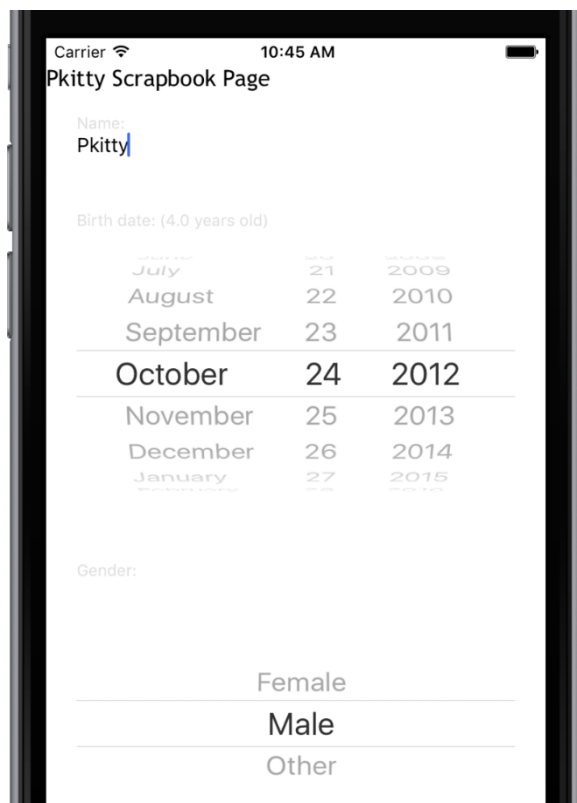 Carrier 10:45 AM
Pkitty Scrapbook Page
Name:
Pkitty
Birth date: (4.0 years old)
July 21 2009
August 22 2010
September 23 2011
October 24 2012
November 25 2013
December 26 2014
January 27 2015
Gender:
Female
Male
Other